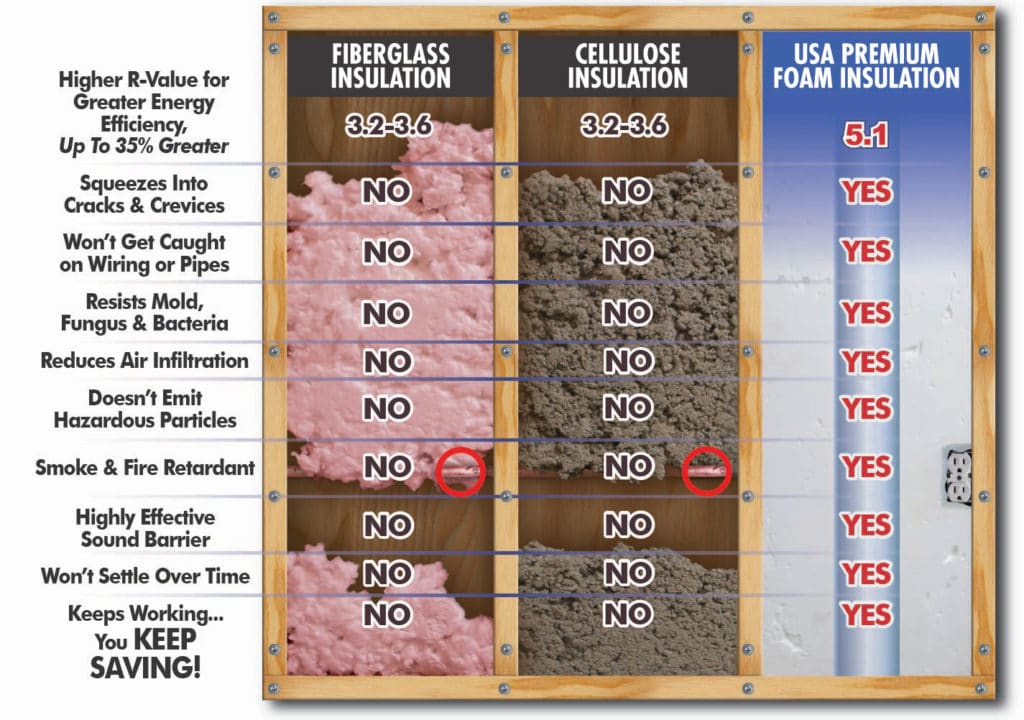 FIBERGLASS
INSULATION
CELLULOSE
INSULATION
USA PREMIUM
FOAM INSULATION
Higher R-Value for
Greater Energy
Efficiency,
Up To 35% Greater
3.2-3.6
3.2-3.6
5.1
Squeezes Into
Cracks & Crevices
NO
NO
YES
Won't Get Caught
on Wiring or Pipes
NO
NO
YES
Resists Mold,
Fungus & Bacteria
NO
NO
YES
Reduces Air Infiltration
NO
NO
YES
Doesn't Emit
Hazardous Particles
NO
NO
YES
Smoke & Fire Retardant
NO
NO
YES
Highly Effective
Sound Barrier
NO
NO
YES
Won't Settle Over Time
NO
NO
YES
Keeps Working...
You KEEP
SAVING!
NO
NO
YES